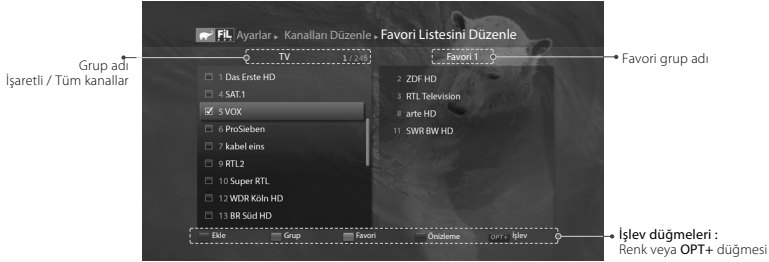 FiL Ayarlar ▸ Kanalları Düzenle ▸ Favori Listesini Düzenle
Grup adı
İşaretli / Tüm kanallar
TV 1 / 248
Favori 1
Favori grup adı
1 Das Erste HD
4 SAT.1
5 VOX
6 ProSieben
7 kabel eins
9 RTL2
10 Super RTL
12 WDR Köln HD
13 BR Süd HD
2 ZDF HD
3 RTL Television
8 arte HD
11 SWR BW HD
Ekle Grup Favori Önizleme OPT+ İşlev
İşlev düğmeleri :
Renk veya OPT+ düğmesi